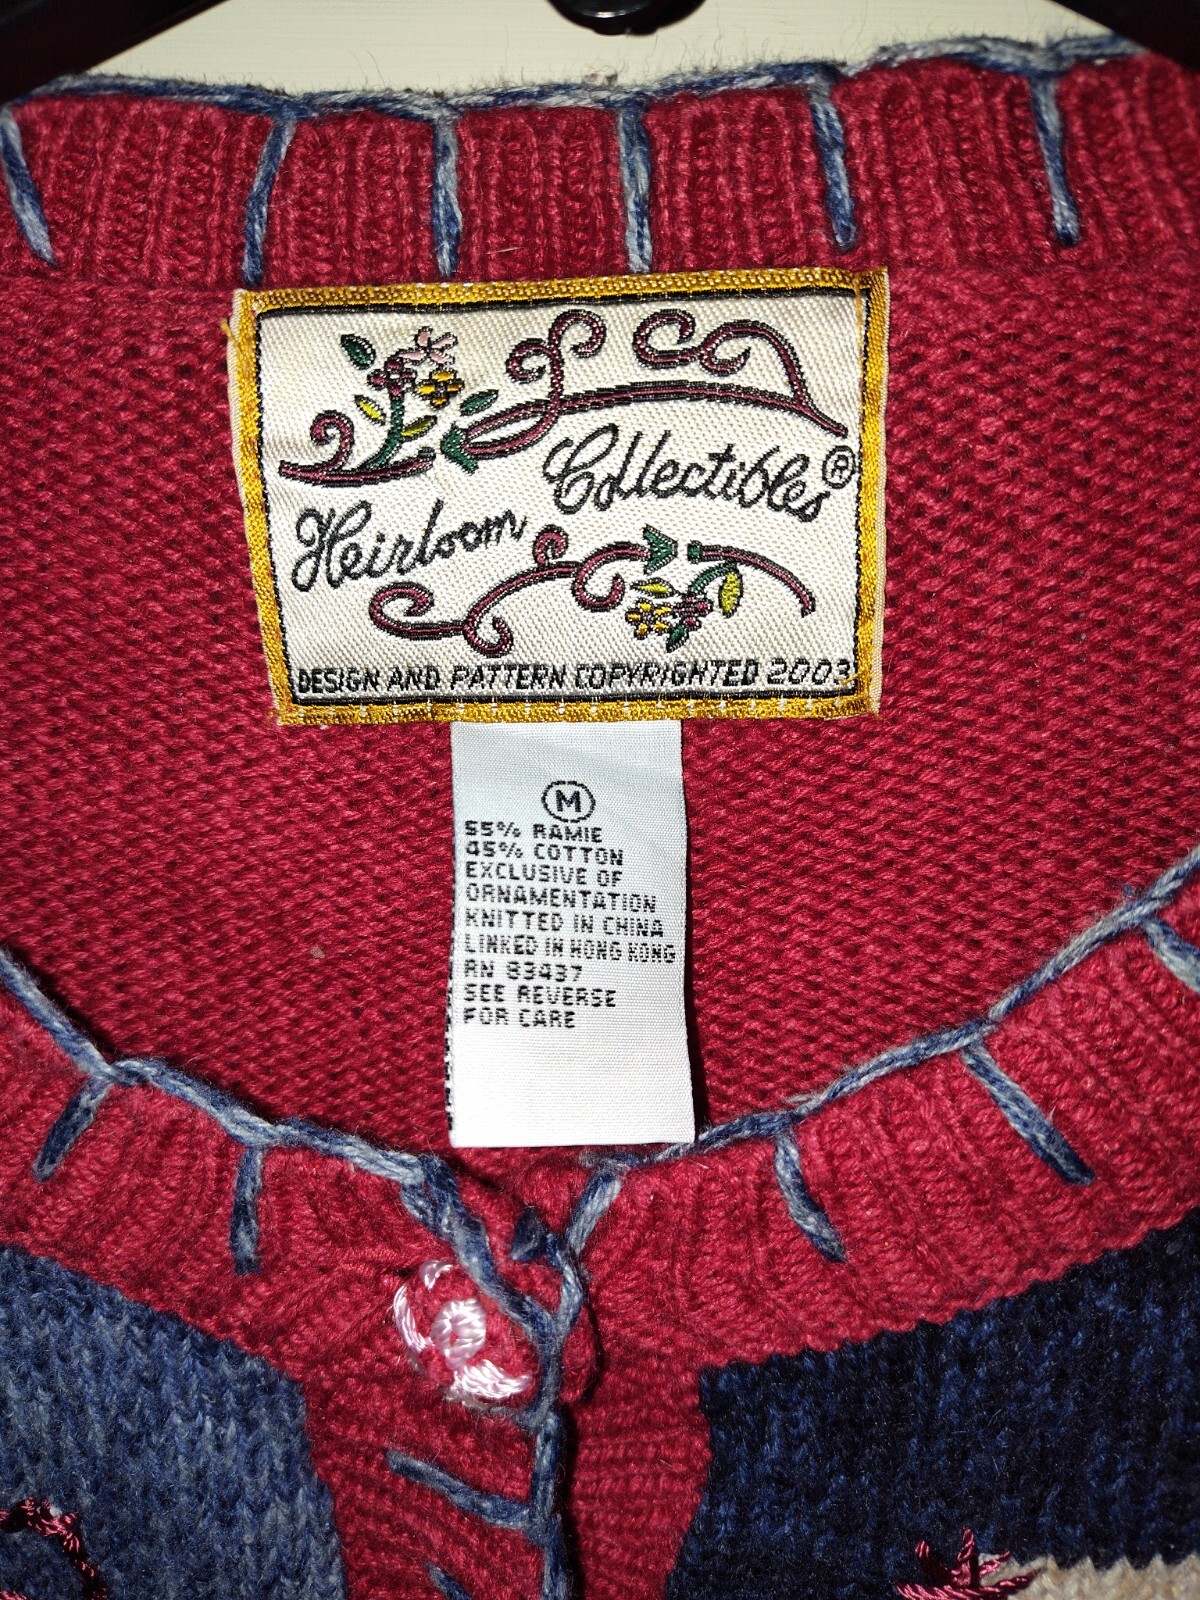 Heirloom Collectibles®
DESIGN AND PATTERN COPYRIGHTED 2003
M
55% RAMIE
45% COTTON
EXCLUSIVE OF
ORNAMENTATION
KNITTED IN CHINA
LINKED IN HONG KONG
RN 83437
SEE REVERSE
FOR CARE